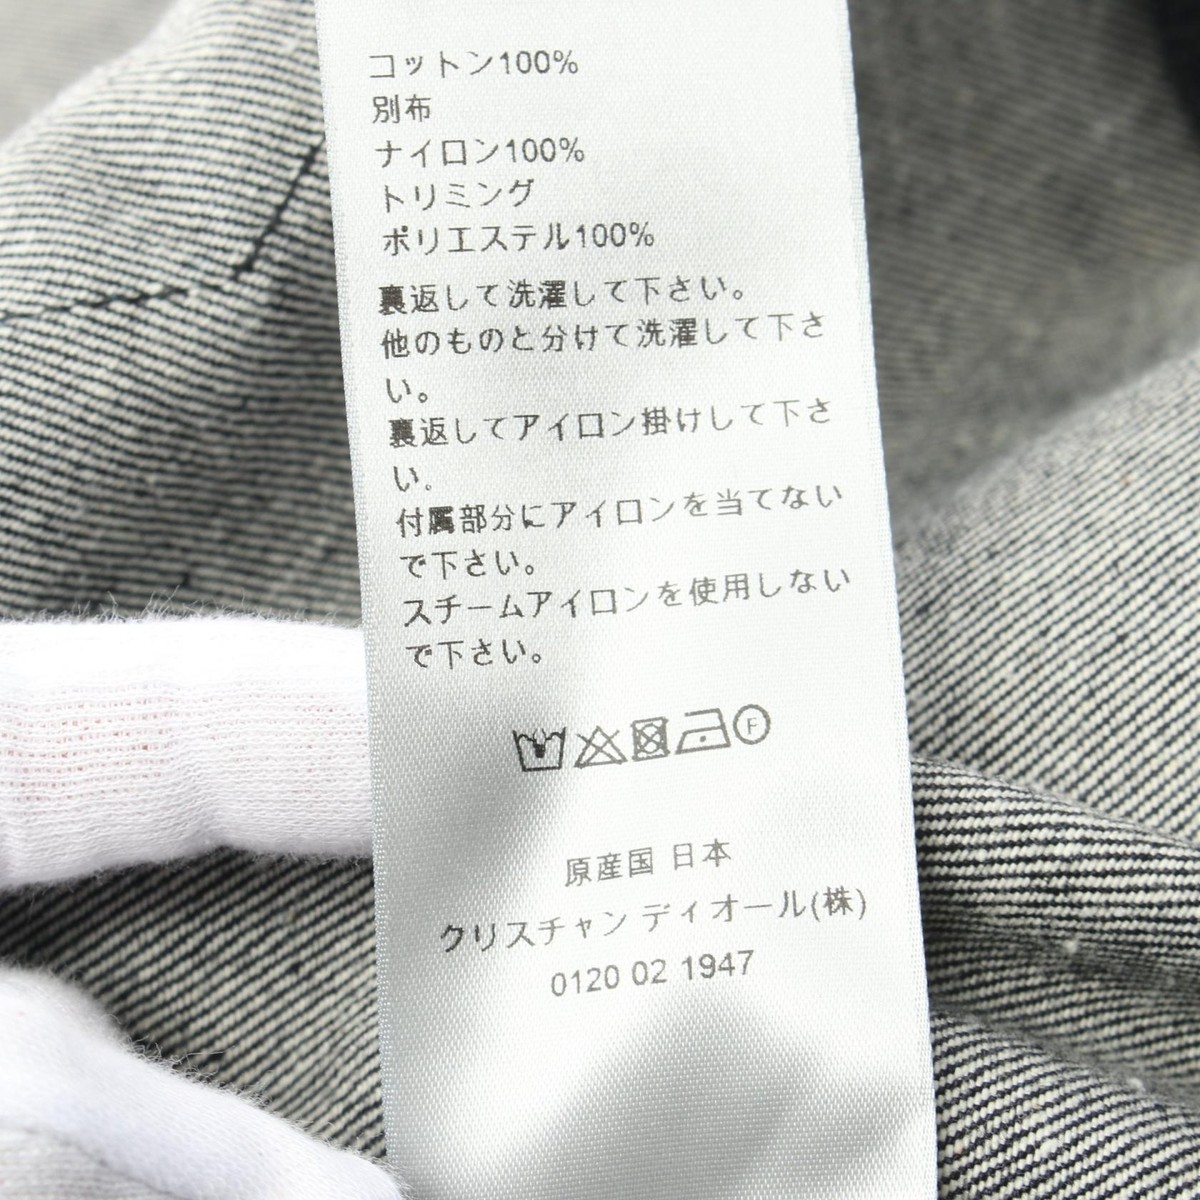 コットン100%
別布
ナイロン100%
トリミング
ポリエステル100%
裏返して洗濯して下さい。
他のものと分けて洗濯して下さ
い。
裏返してアイロン掛けして下さ
い。
付属部分にアイロンを当てない
で下さい。
スチームアイロンを使用しない
で下さい。
F
原産国 日本
クリスチャン ディオール(株)
0120 02 1947